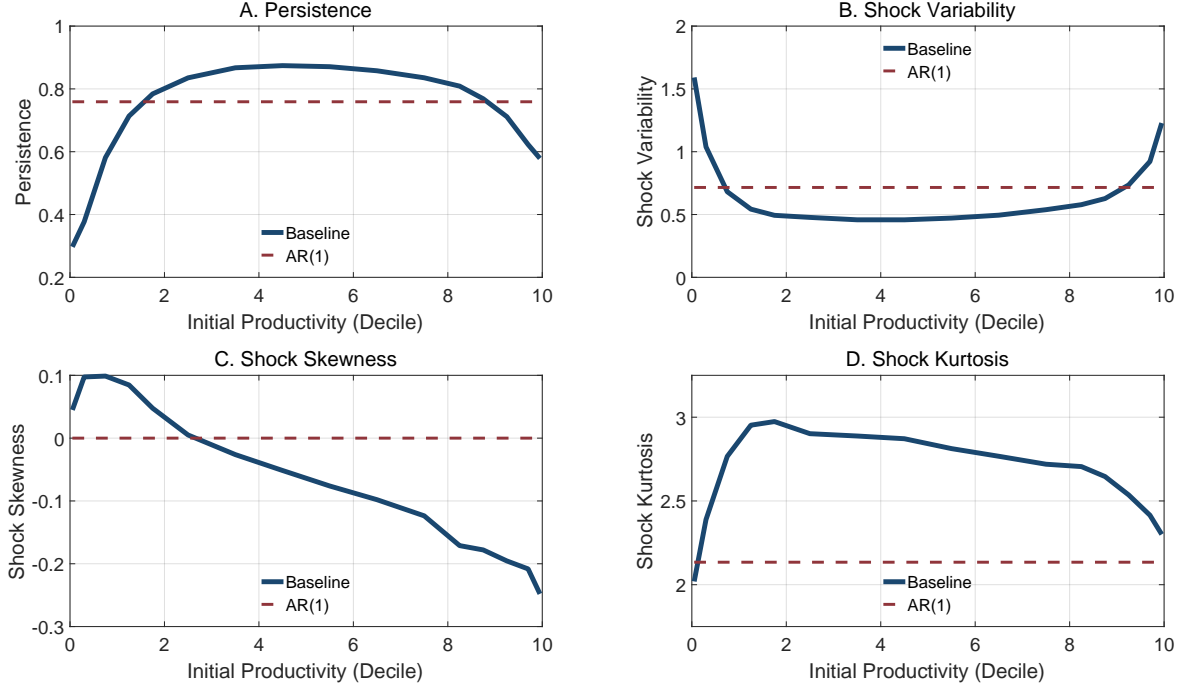 A. Persistence
1
0.8
0.6
0.4
0.2
Persistence
Baseline
AR(1)
0 2 4 6 8 10
Initial Productivity (Decile)
B. Shock Variability
2
1.5
1
0.5
0
Shock Variability
Baseline
AR(1)
0 2 4 6 8 10
Initial Productivity (Decile)
C. Shock Skewness
0.1
0
-0.1
-0.2
-0.3
Shock Skewness
Baseline
AR(1)
0 2 4 6 8 10
Initial Productivity (Decile)
D. Shock Kurtosis
3
2.5
2
Shock Kurtosis
Baseline
AR(1)
0 2 4 6 8 10
Initial Productivity (Decile)